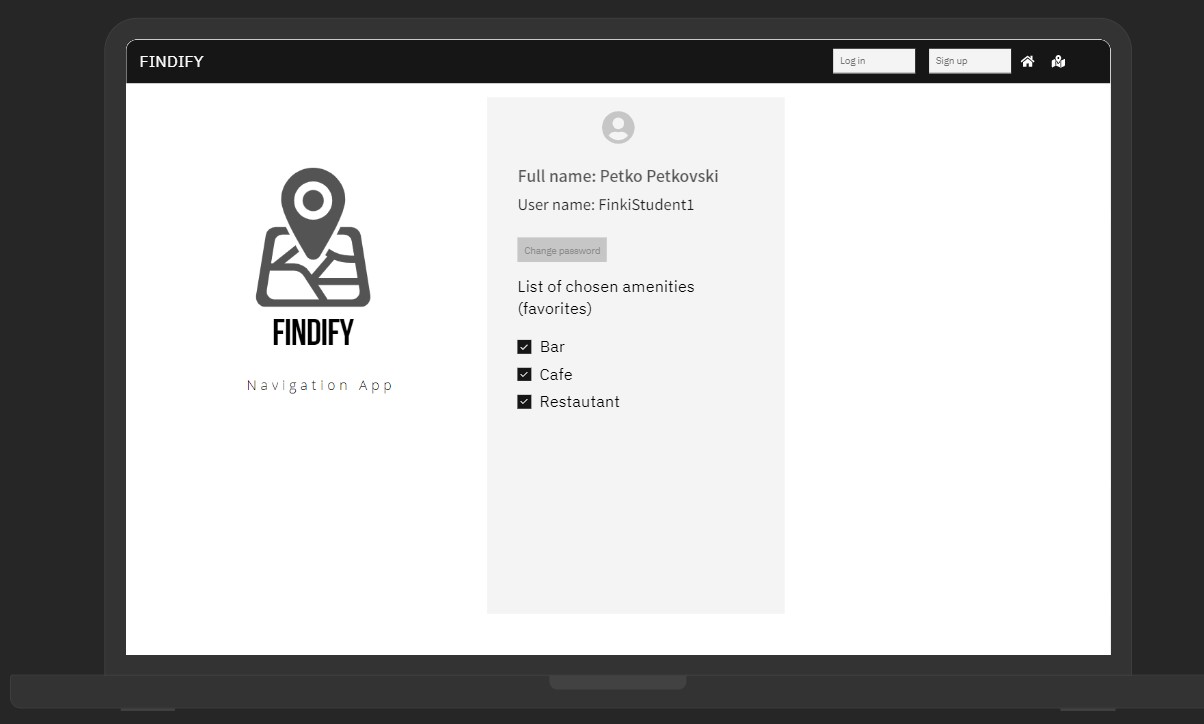 FINDIFY
Log in
Sign up
FINDIFY
Navigation App
Full name: Petko Petkovski
User name: FinkiStudent1
Change password
List of chosen amenities
(favorites)
Bar
Cafe
Restautant